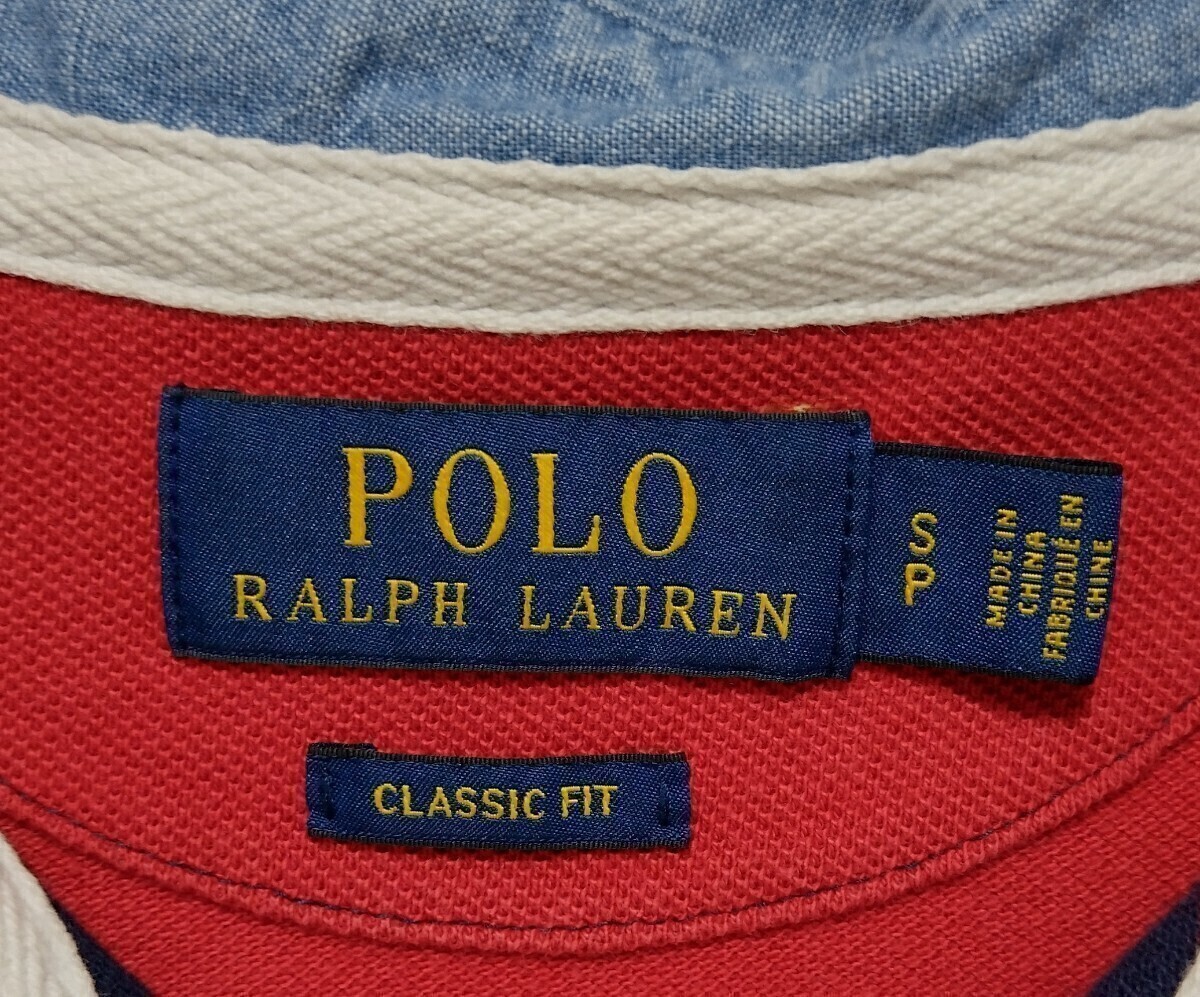 POLO
RALPH LAUREN
S
P
MADE IN
CHINA
FABRIQUÉ EN
CHINE
CLASSIC FIT